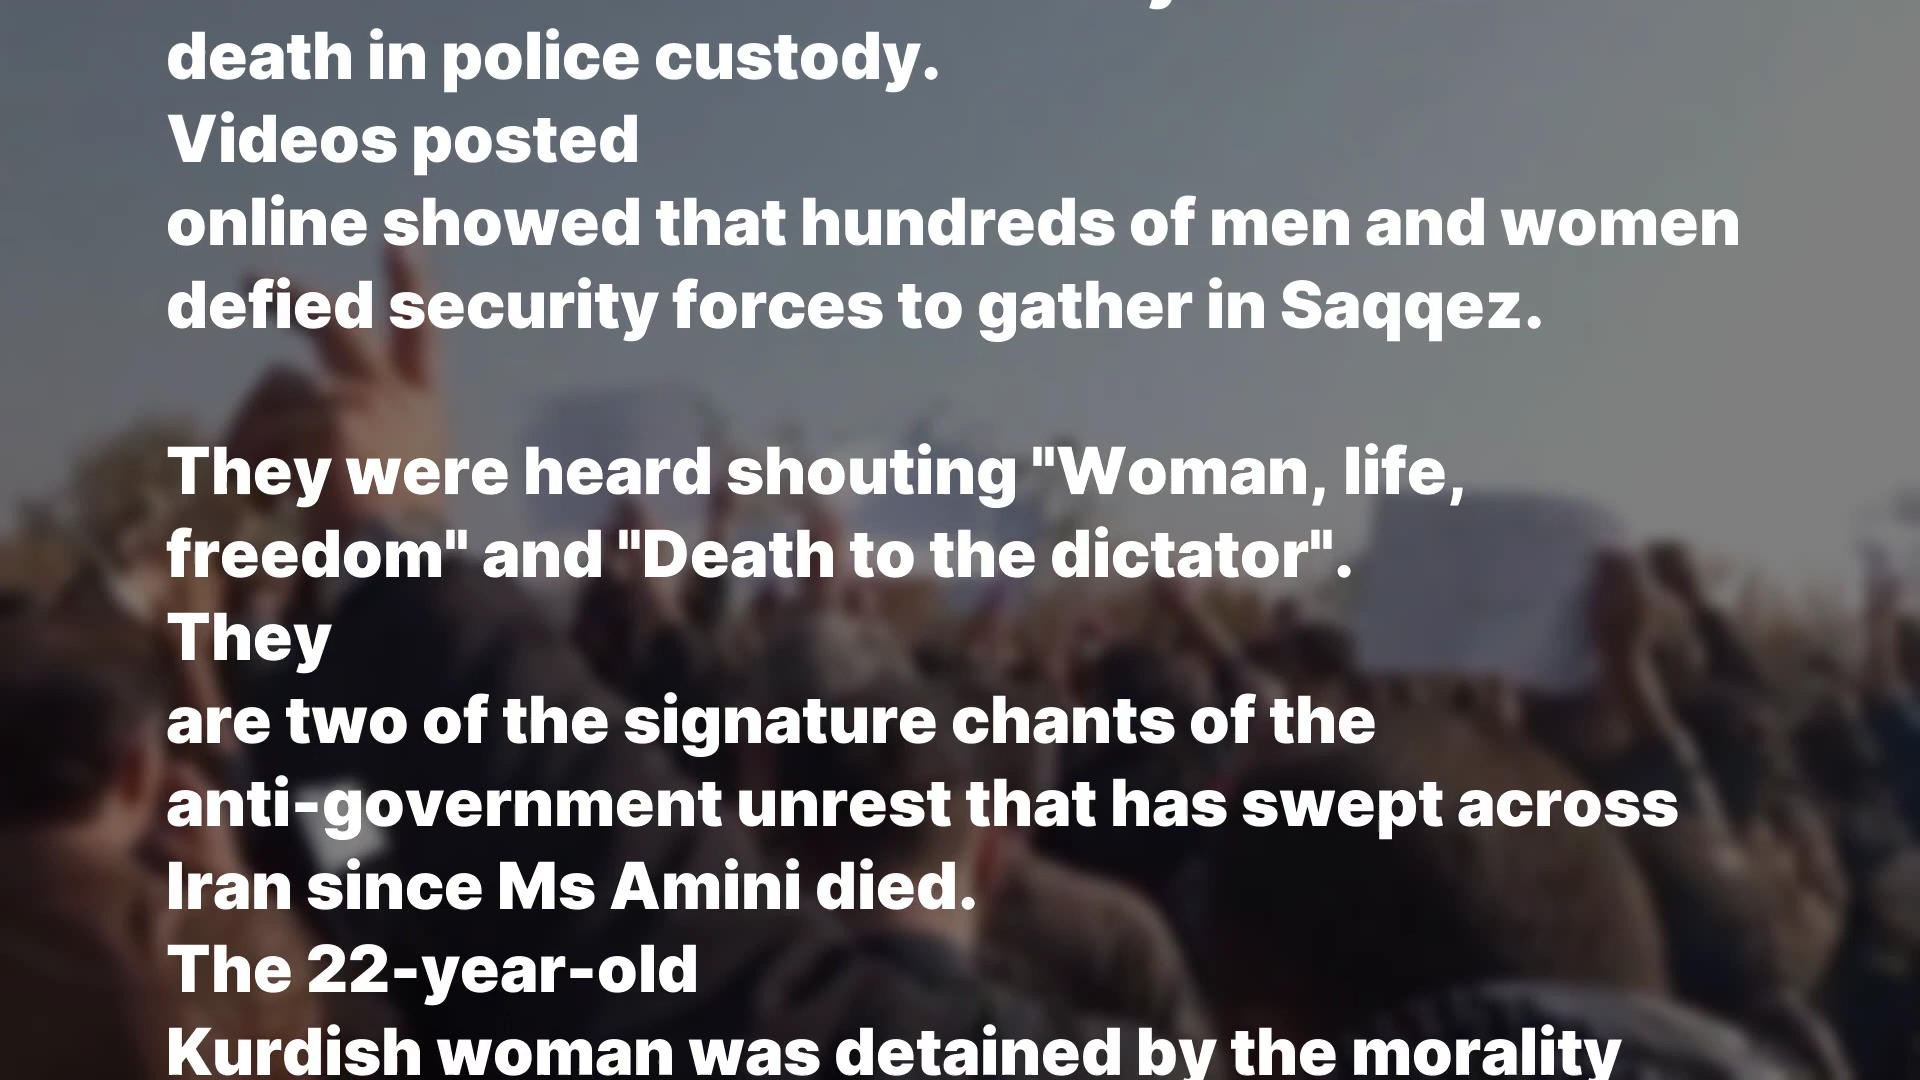 death in police custody.
Videos posted
online showed that hundreds of men and women
defied security forces to gather in Saqqez.
They were heard shouting "Woman, life,
freedom" and "Death to the dictator".
They
are two of the signature chants of the
anti-government unrest that has swept across
Iran since Ms Amini died.
The 22-year-old
Kurdish woman was detained by the morality